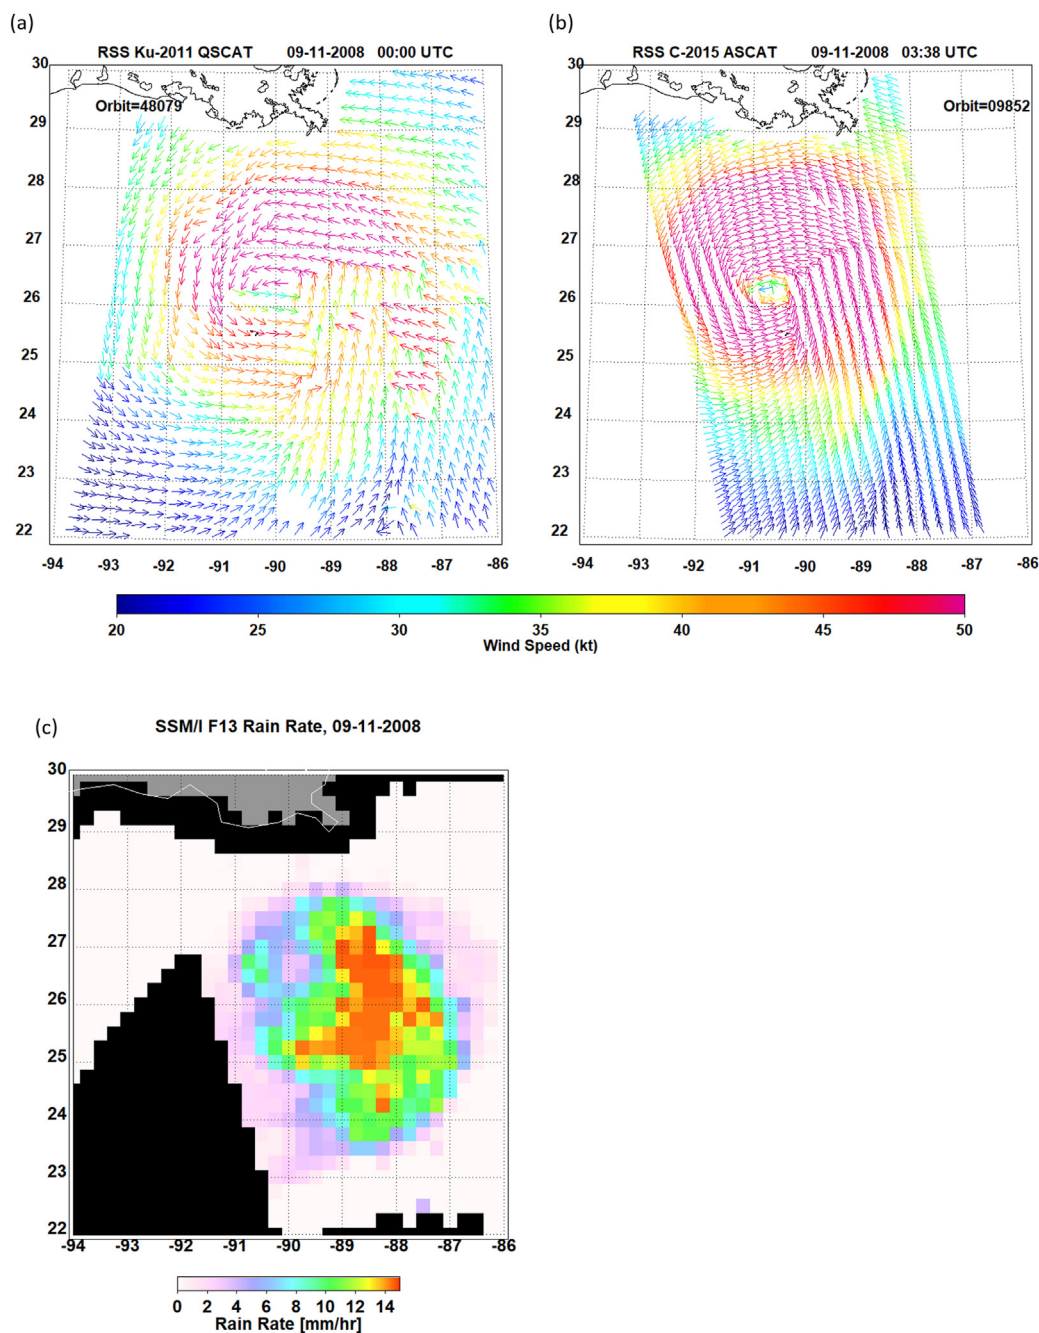 (a)
(b)
RSS Ku-2011 QSCAT 09-11-2008 00:00 UTC
RSS C-2015 ASCAT 09-11-2008 03:38 UTC
30
Orbit=48079
29
28
27
26
25
24
23
22
-94 -93 -92 -91 -90 -89 -88 -87 -86
30
Orbit=09852
29
28
27
26
25
24
23
22
-94 -93 -92 -91 -90 -89 -88 -87 -86
20 25 30 35 40 45 50
Wind Speed (kt)
(c)
SSM/I F13 Rain Rate, 09-11-2008
30
29
28
27
26
25
24
23
22
-94 -93 -92 -91 -90 -89 -88 -87 -86
0 2 4 6 8 10 12 14
Rain Rate [mm/hr]